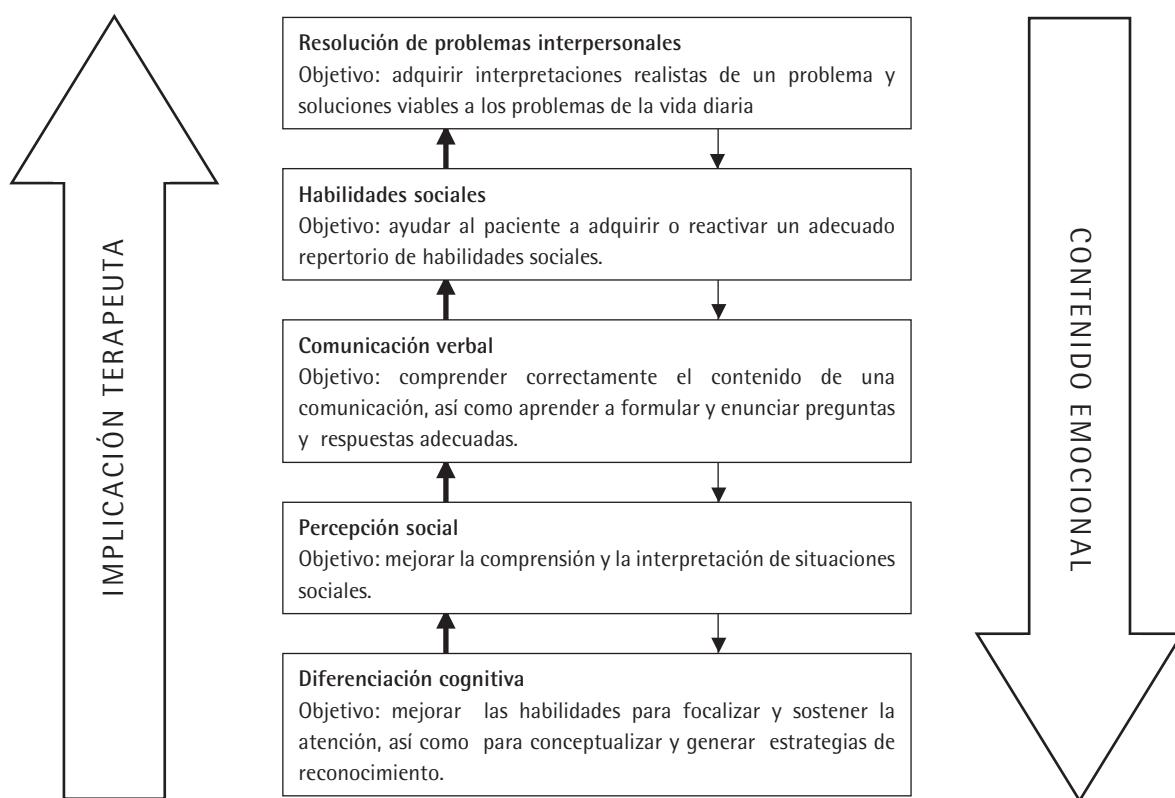 IMPLICACIÓN TERAPEUTA
Resolución de problemas interpersonales
Objetivo: adquirir interpretaciones realistas de un problema y
soluciones viables a los problemas de la vida diaria
Habilidades sociales
Objetivo: ayudar al paciente a adquirir o reactivar un adecuado
repertorio de habilidades sociales.
Comunicación verbal
Objetivo: comprender correctamente el contenido de una
comunicación, así como aprender a formular y enunciar preguntas
y respuestas adecuadas.
Percepción social
Objetivo: mejorar la comprensión y la interpretación de situaciones
sociales.
Diferenciación cognitiva
Objetivo: mejorar las habilidades para focalizar y sostener la
atención, así como para conceptualizar y generar estrategias de
reconocimiento.
CONTENIDO EMOCIONAL